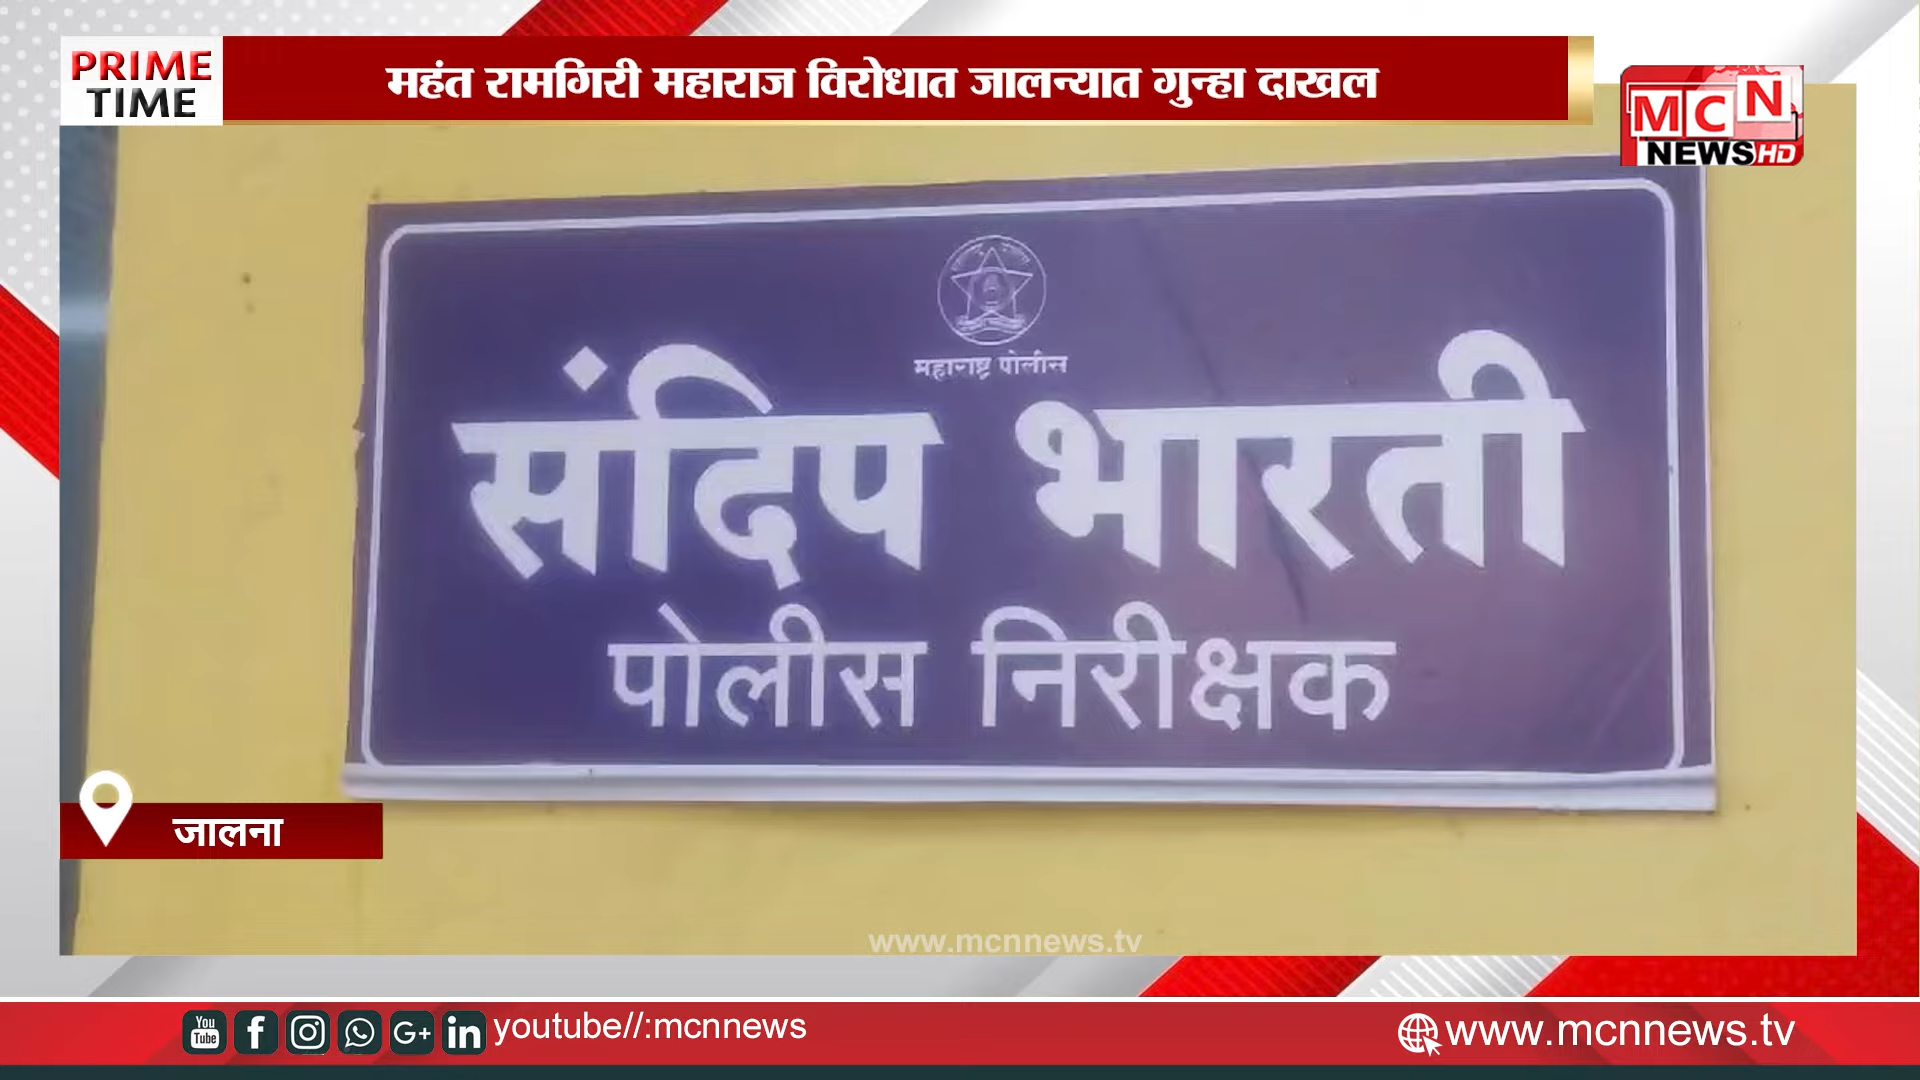 PRIME
TIME
महंत रामगिरी महाराज विरोधात जालन्यात गुन्हा दाखल
MCN
NEWS HD
महाराष्ट्र पोलीस
संदिप भारती
पोलीस निरीक्षक
जालना
www.mcnnews.tv
You
Tube
G+
in
youtube//:mcnnews
www.mcnnews.tv